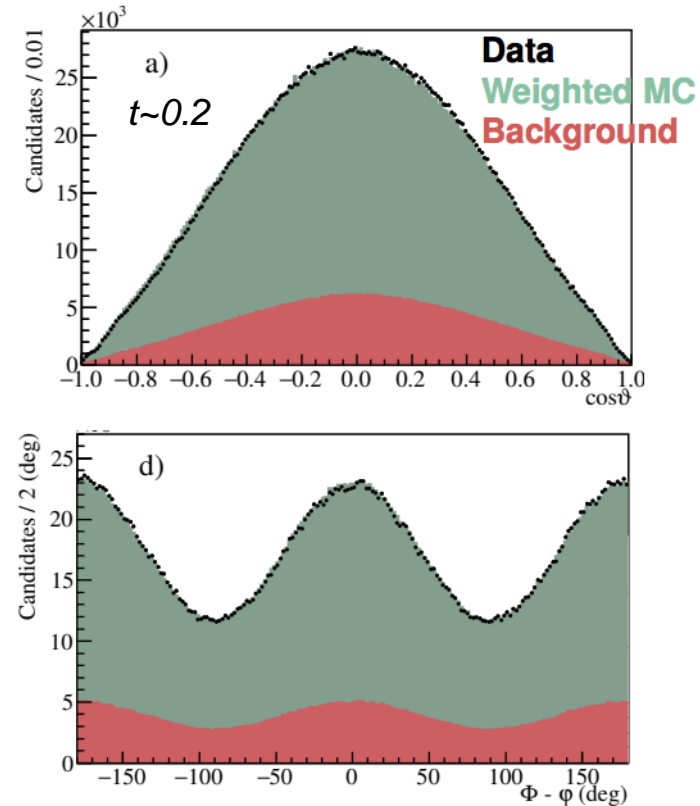 ×10³
Candidates / 0.01
a)
t~0.2
Data
Weighted MC
Background
25
20
15
10
5
0
−1.0 −0.8 −0.6 −0.4 −0.2 0.0 0.2 0.4 0.6 0.8 1.0
cosϑ
Candidates / 2 (deg)
d)
25
20
15
10
5
0
−150 −100 −50 0 50 100 150
Φ - φ (deg)